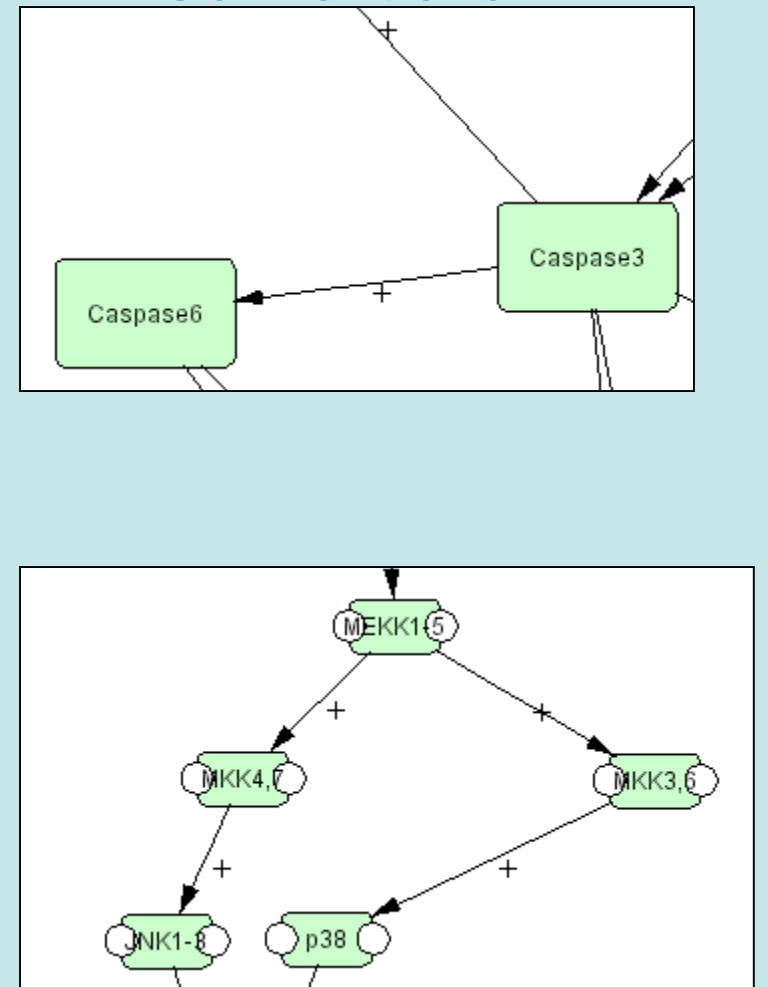 +
Caspase3
Caspase6
+
MEKK1-5
+
+
MKK4,7
MKK3,6
+
+
JNK1-3
p38